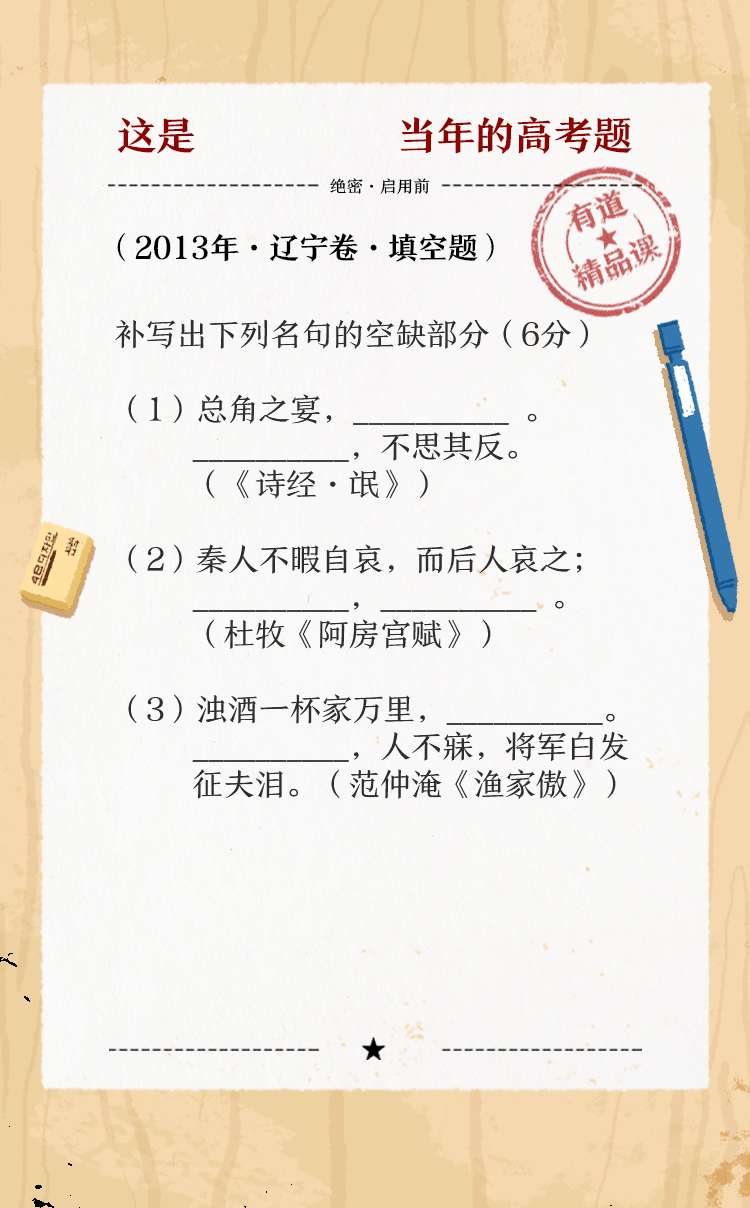 这是 当年的高考题
绝密·启用前
有道
精品课
（2013年·辽宁卷·填空题）
补写出下列名句的空缺部分（6分）
（1）总角之宴，__________ 。
__________，不思其反。
（《诗经·氓》）
（2）秦人不暇自哀，而后人哀之；
__________，__________ 。
（杜牧《阿房宫赋》）
（3）浊酒一杯家万里，__________。
__________，人不寐，将军白发
征夫泪。（范仲淹《渔家傲》）